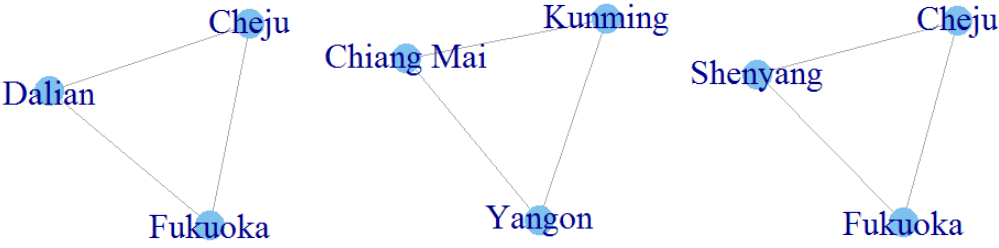 Cheju
Dalian
Fukuoka
Kunming
Chiang Mai
Yangon
Cheju
Shenyang
Fukuoka